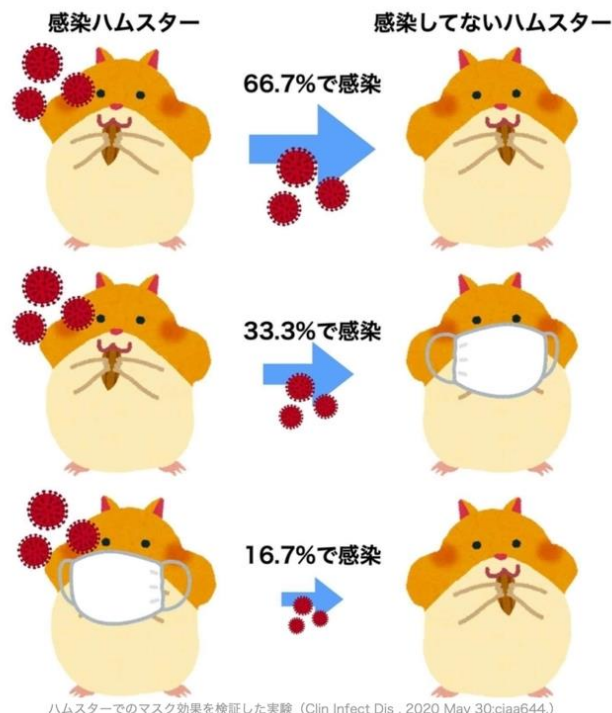 感染ハムスター
感染してないハムスター
66.7%で感染
33.3%で感染
16.7%で感染
ハムスターでのマスク効果を検証した実験（Clin Infect Dis . 2020 May 30;ciaa644.）